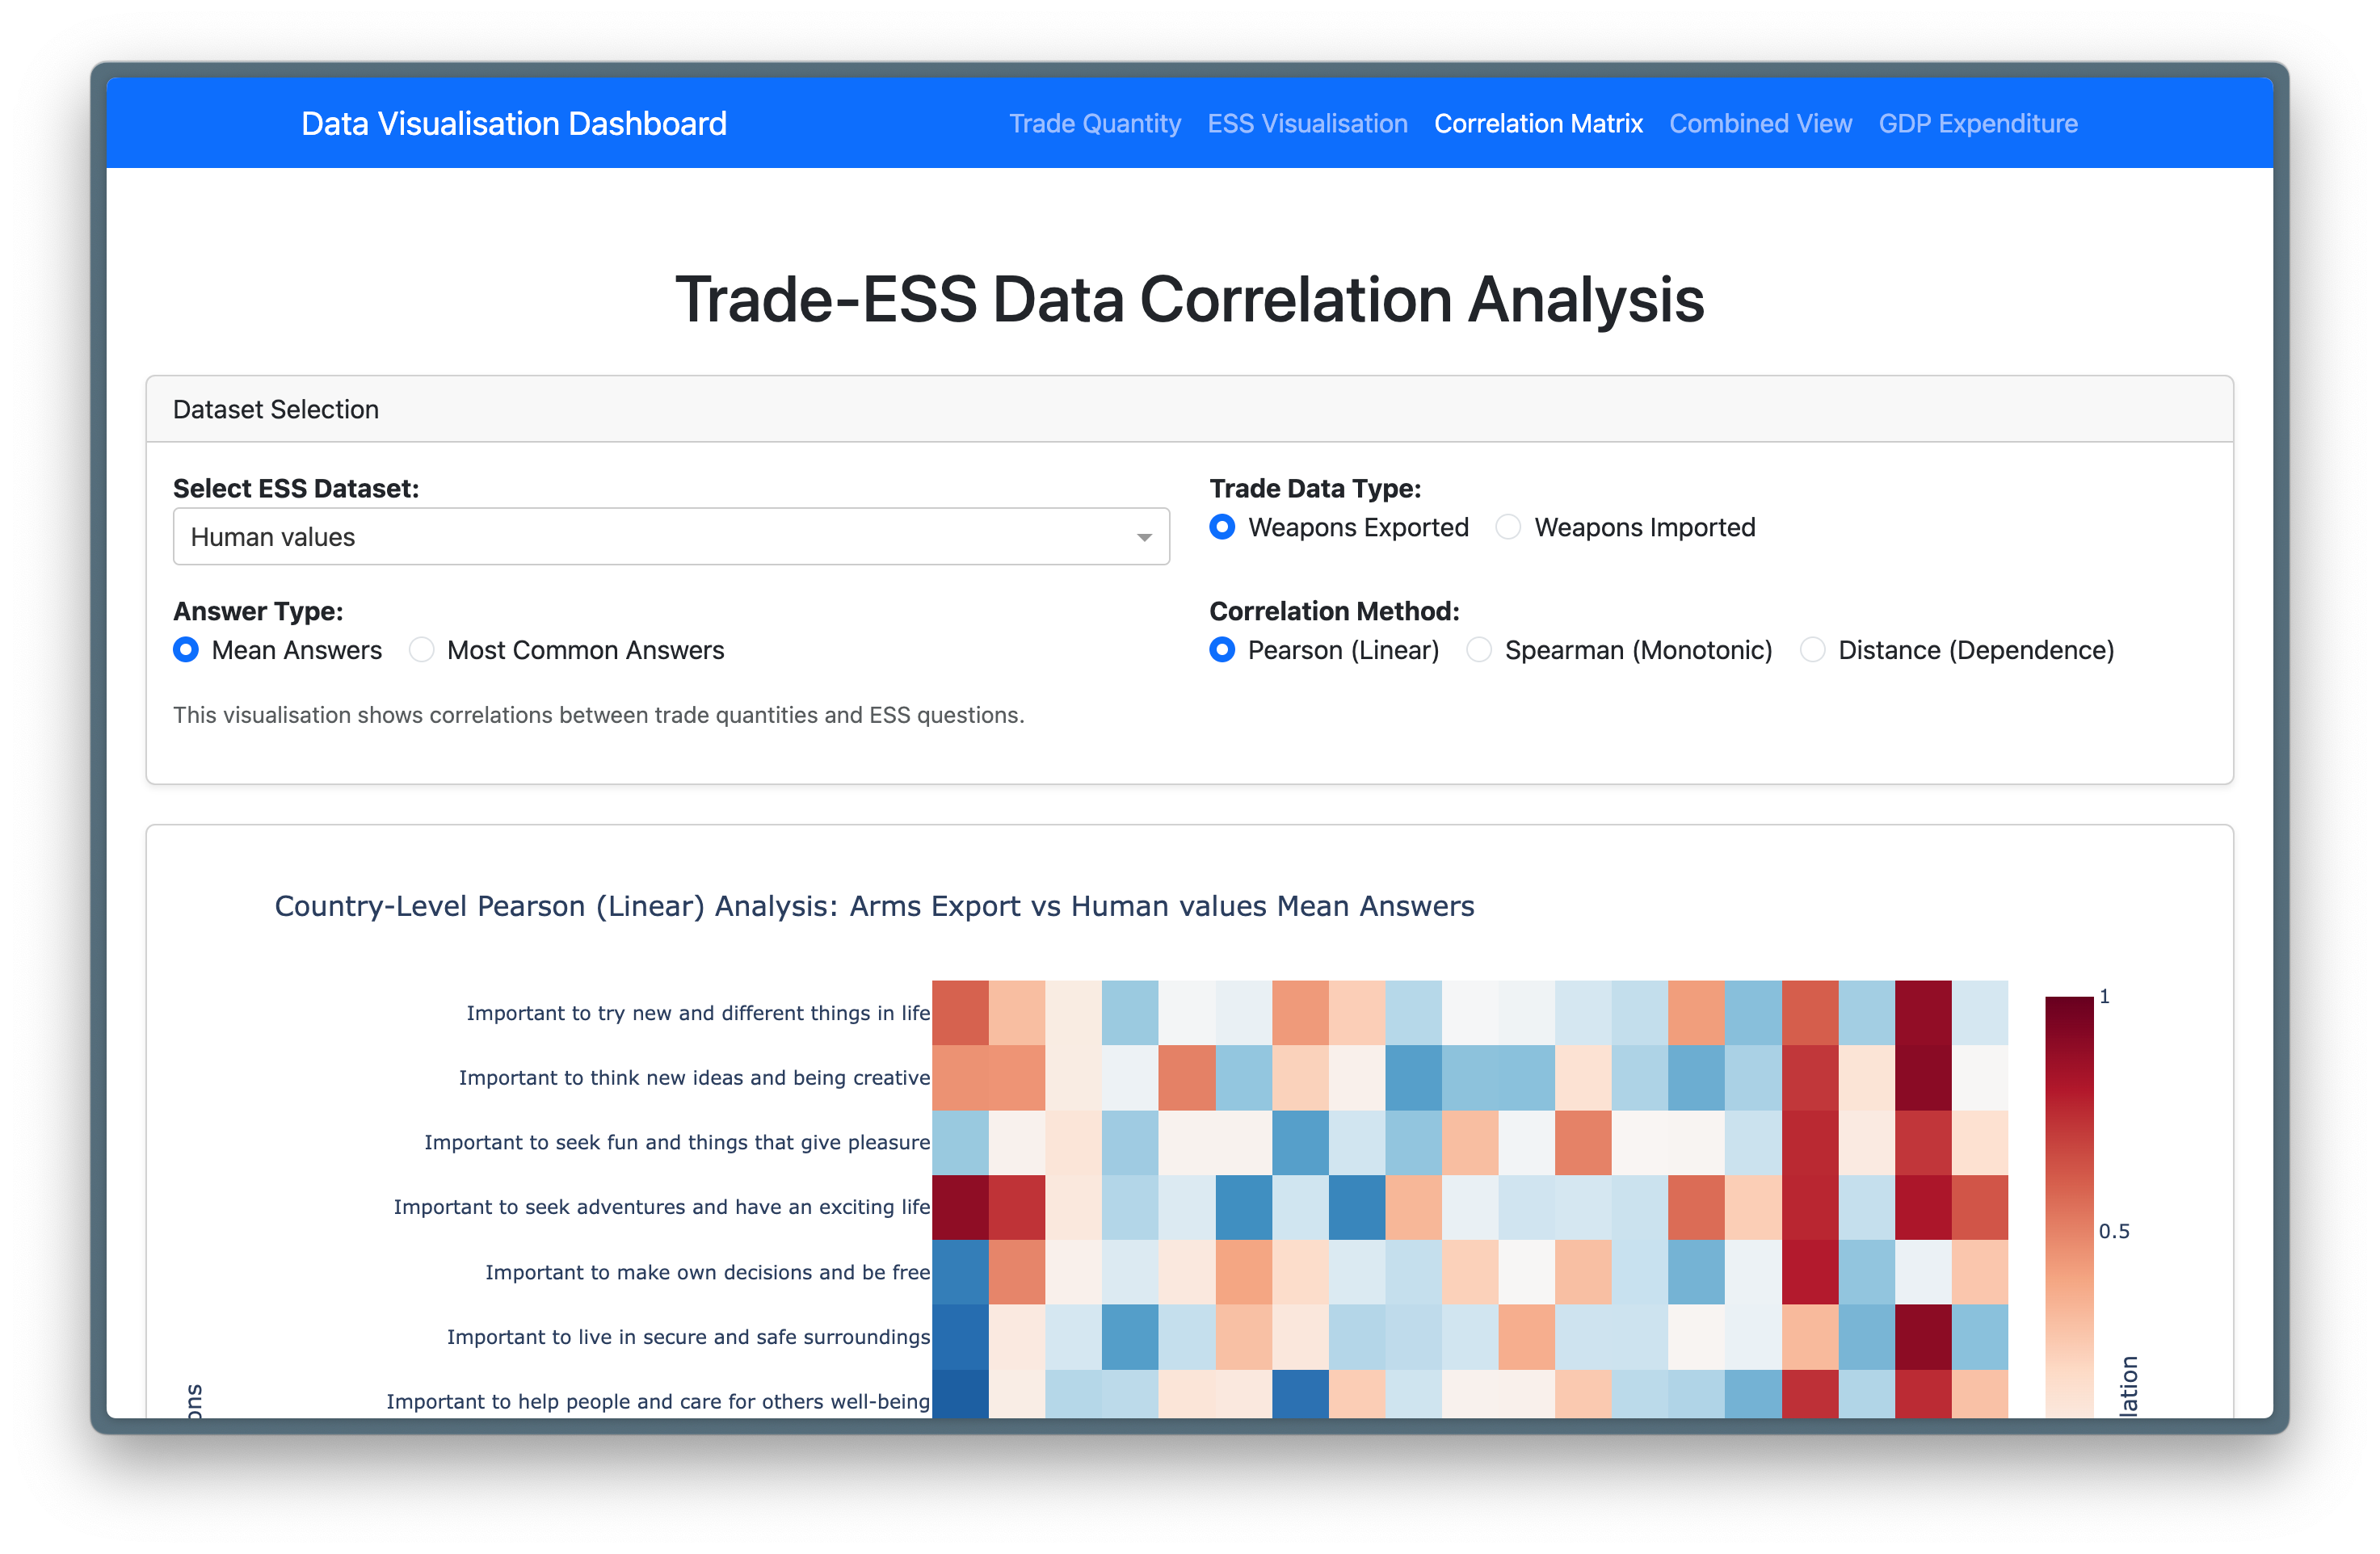 Data Visualisation Dashboard
Trade Quantity ESS Visualisation Correlation Matrix Combined View GDP Expenditure
Trade-ESS Data Correlation Analysis
Dataset Selection
Select ESS Dataset:
Human values
Trade Data Type:
Weapons Exported Weapons Imported
Answer Type:
Mean Answers Most Common Answers
Correlation Method:
Pearson (Linear) Spearman (Monotonic) Distance (Dependence)
This visualisation shows correlations between trade quantities and ESS questions.
Country-Level Pearson (Linear) Analysis: Arms Export vs Human values Mean Answers
Important to try new and different things in life
Important to think new ideas and being creative
Important to seek fun and things that give pleasure
Important to seek adventures and have an exciting life
Important to make own decisions and be free
Important to live in secure and safe surroundings
Important to help people and care for others well-being
1
0.5